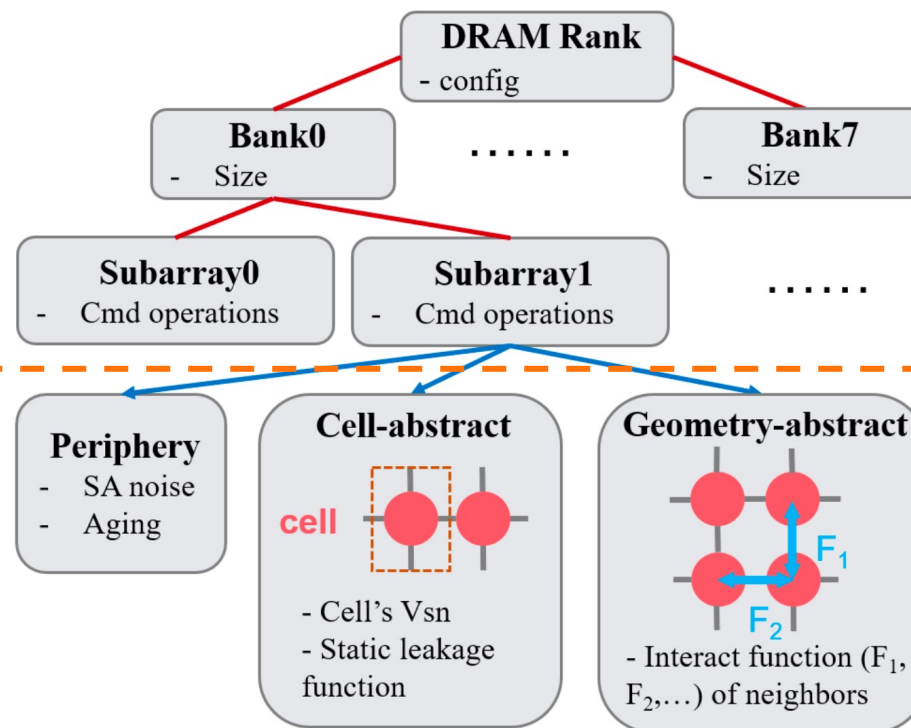 DRAM Rank
- config
Bank0
- Size
......
Bank7
- Size
Subarray0
- Cmd operations
Subarray1
- Cmd operations
......
Periphery
- SA noise
- Aging
Cell-abstract
cell
- Cell's Vsn
- Static leakage
function
Geometry-abstract
F₁
F₂
- Interact function (F₁,
F₂,...) of neighbors